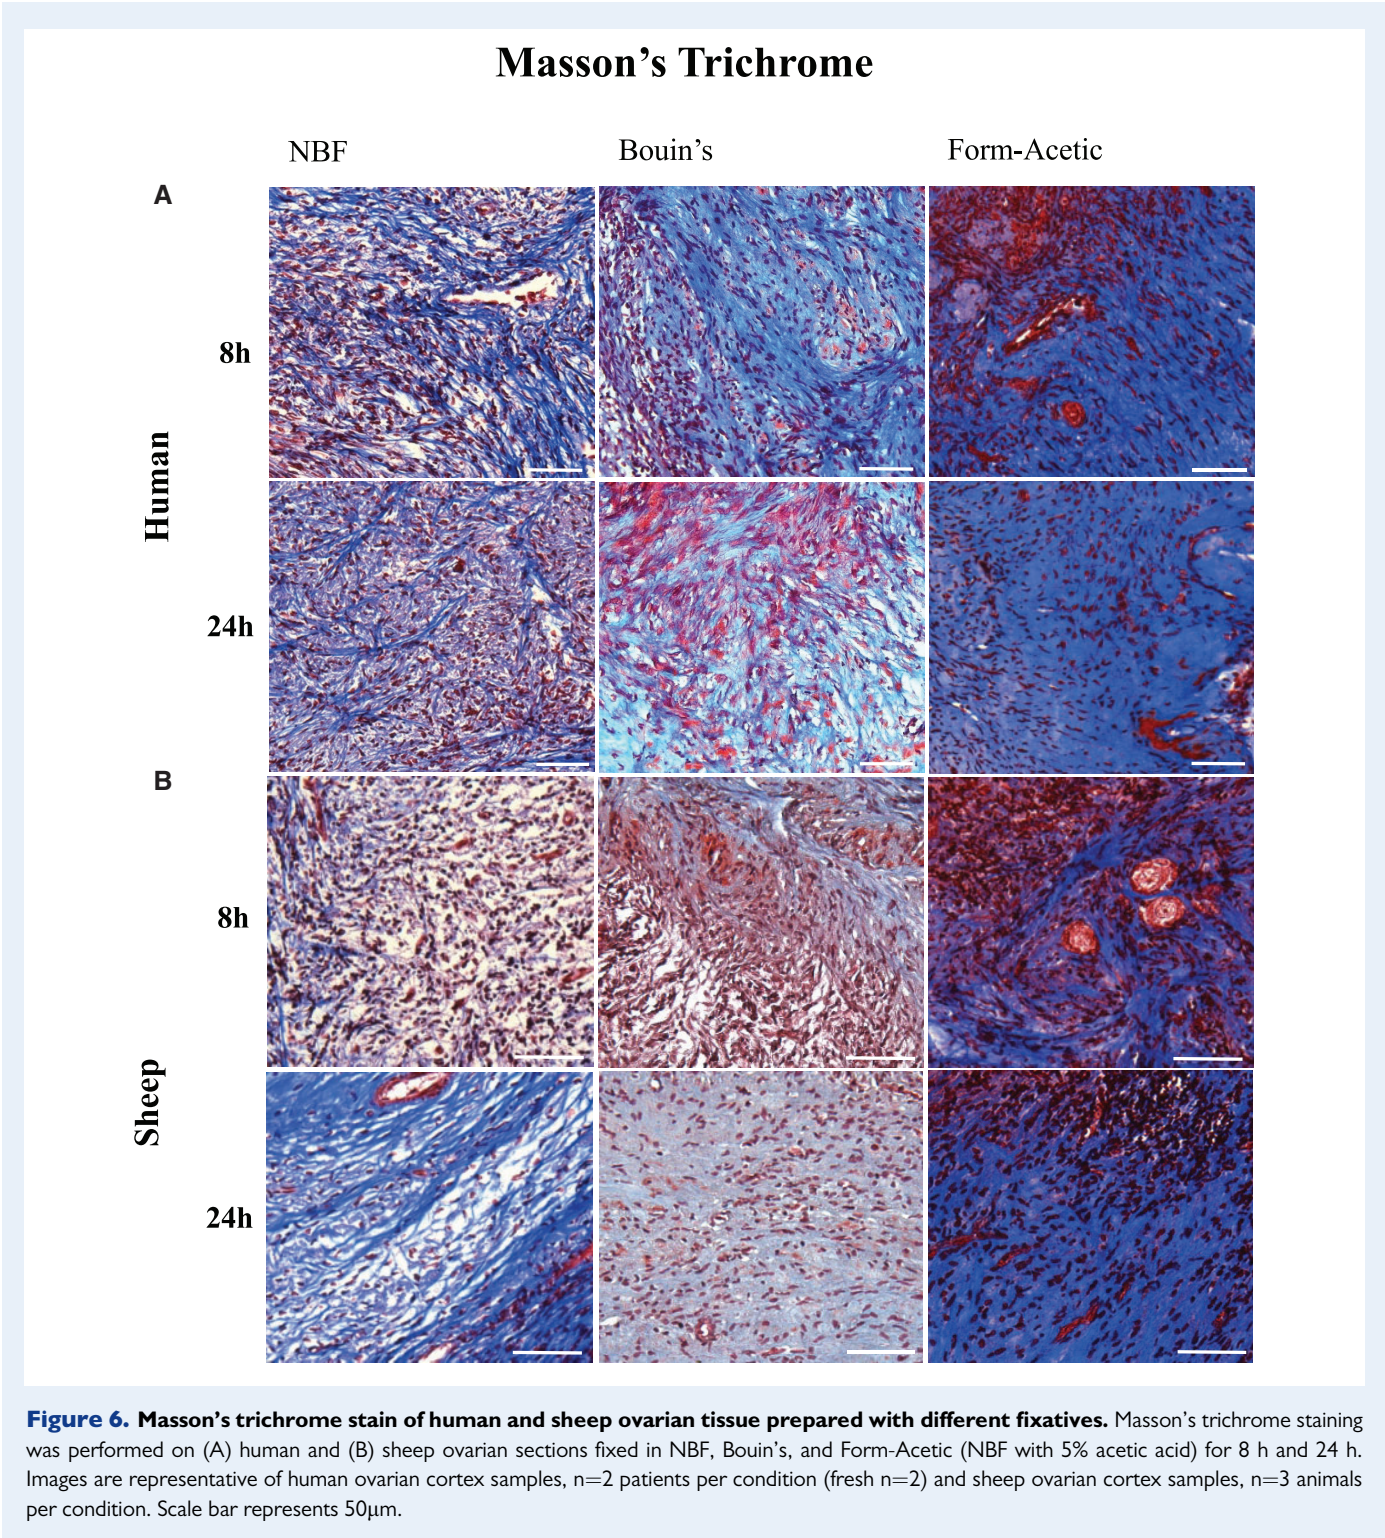 Masson’s Trichrome
NBF
Bouin’s
Form-Acetic
A
8h
Human
24h
B
8h
Sheep
24h
Figure 6. Masson’s trichrome stain of human and sheep ovarian tissue prepared with different fixatives. Masson’s trichrome staining
was performed on (A) human and (B) sheep ovarian sections fixed in NBF, Bouin’s, and Form-Acetic (NBF with 5% acetic acid) for 8 h and 24 h.
Images are representative of human ovarian cortex samples, n=2 patients per condition (fresh n=2) and sheep ovarian cortex samples, n=3 animals
per condition. Scale bar represents 50μm.